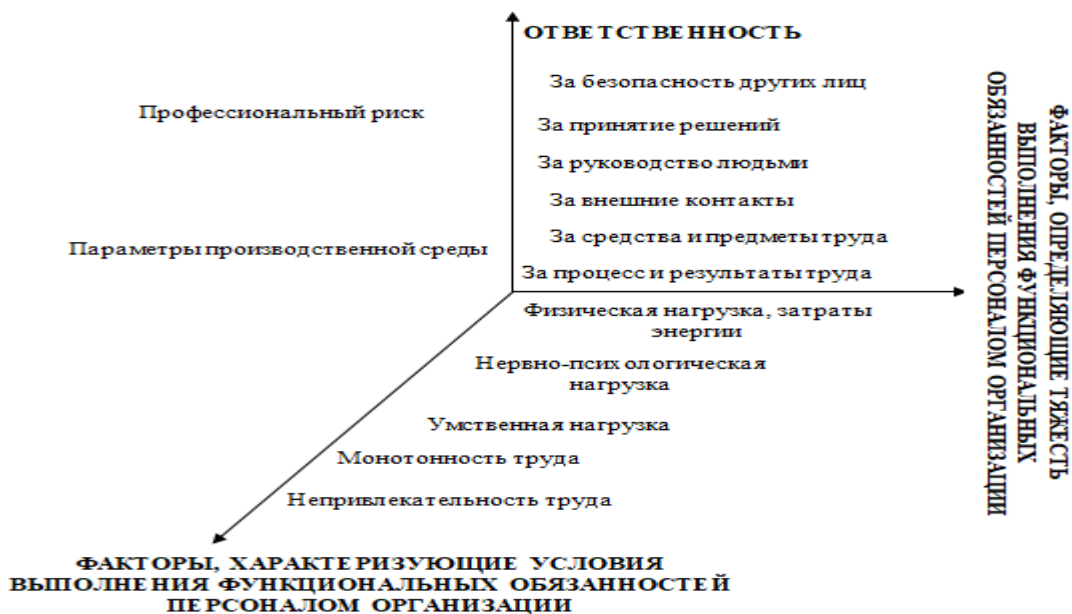 ОТВЕТСТВЕННОСТЬ
За безопасность других лиц
Профессиональный риск
За принятие решений
За руководство людьми
За внешние контакты
За средства и предметы труда
Параметры производственной среды
За процесс и результаты труда
Физическая нагрузка, затраты
энергии
Нервно-психологическая
нагрузка
Умственная нагрузка
Монотонность труда
Непривлекательность труда
ФАКТОРЫ, ХАРАКТЕРИЗУЮЩИЕ УСЛОВИЯ
ВЫПОЛНЕНИЯ ФУНКЦИОНАЛЬНЫХ ОБЯЗАННОСТЕЙ
ПЕРСОНАЛОМ ОРГАНИЗАЦИИ
ФАКТОРЫ, ОПРЕДЕЛЯЮЩИЕ ТЯЖЕСТЬ
ВЫПОЛНЕНИЯ ФУНКЦИОНАЛЬНЫХ
ОБЯЗАННОСТЕЙ ПЕРСОНАЛОМ ОРГАНИЗАЦИИ